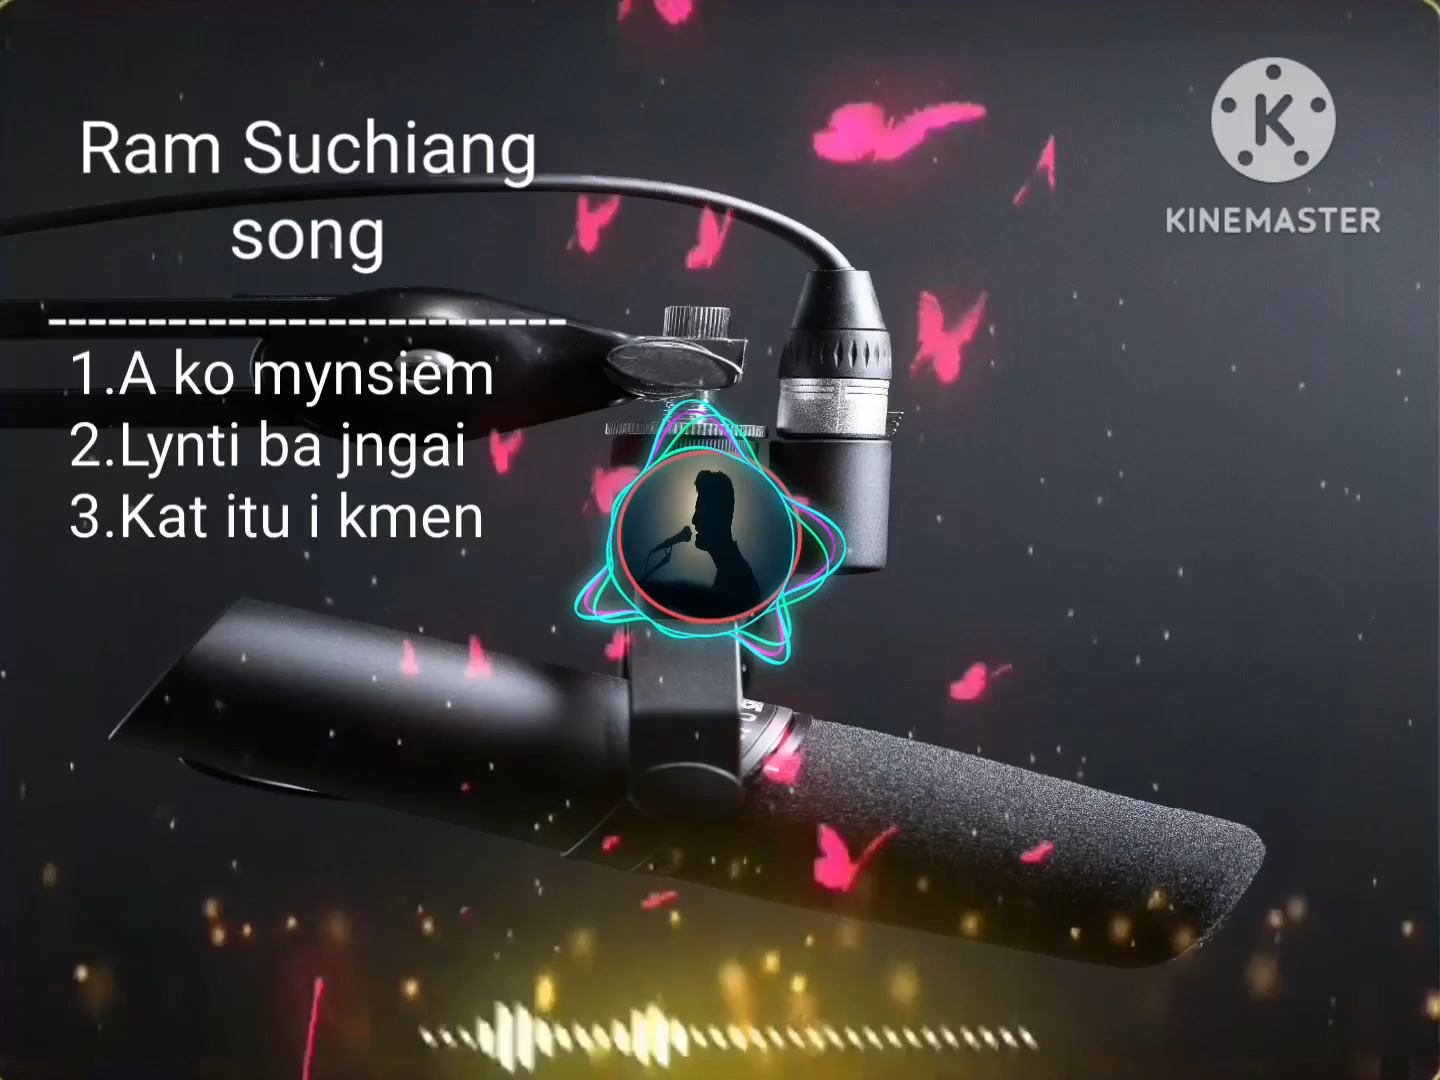 Ram Suchiang
song
--------------------------
1.A ko mynsiem
2.Lynti ba jngai
3.Kat itu i kmen
K
KINEMASTER